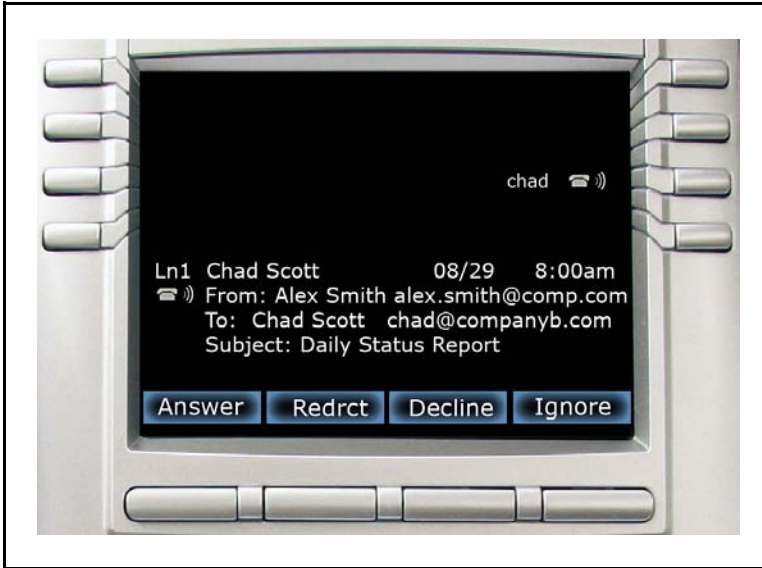 chad
Ln1 Chad Scott 08/29 8:00am
From: Alex Smith alex.smith@comp.com
To: Chad Scott chad@companyb.com
Subject: Daily Status Report
Answer Redrct Decline Ignore